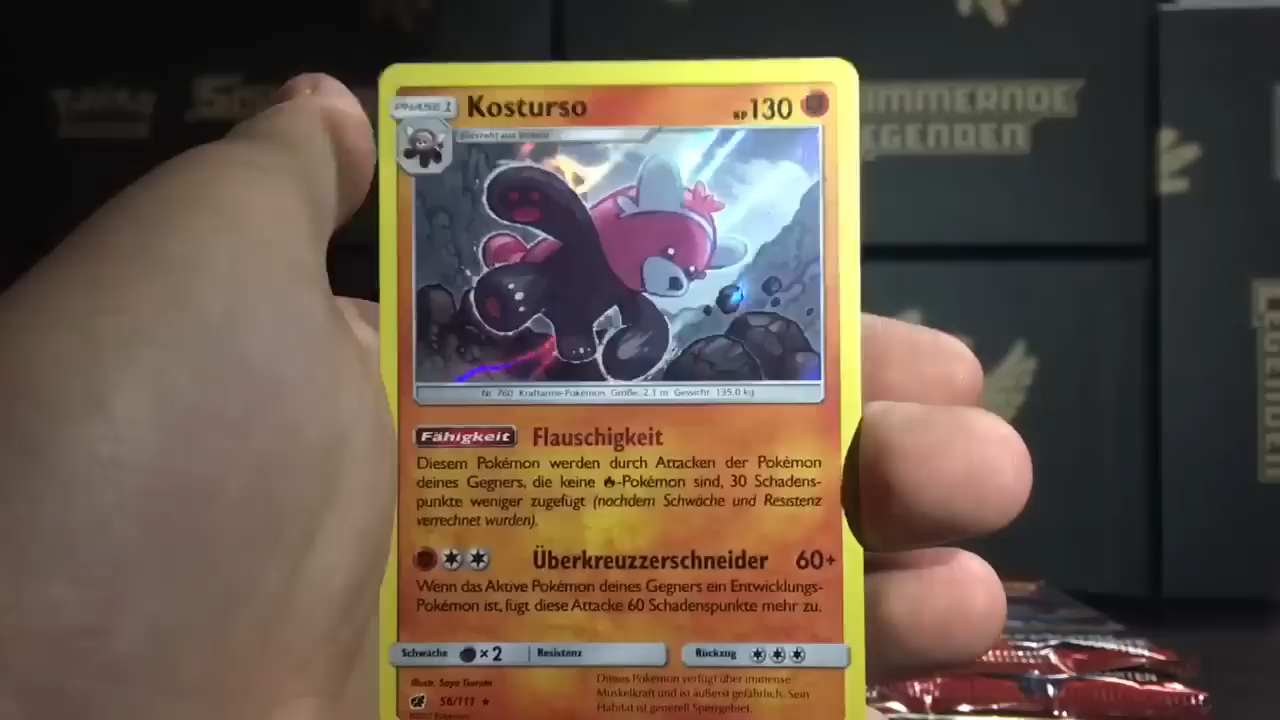 PHASE 1 Kosturso KP 130
Nr. 760 Kraftarme-Pokémon Größe: 2.1 m Gewicht: 135.0 kg
Fähigkeit Flauschigkeit
Diesem Pokémon werden durch Attacken der Pokémon
deines Gegners, die keine -Pokémon sind, 30 Schadens-
punkte weniger zugefügt (nachdem Schwäche und Resistenz
verrechnet wurden).
Überkreuzzerschneider 60+
Wenn das Aktive Pokémon deines Gegners ein Entwicklungs-
Pokémon ist, fügt diese Attacke 60 Schadenspunkte mehr zu.
Schwäche ×2 Resistenz Rückzug
Illus. Saya Tsuruta
56/111
Dieses Pokémon verfügt über immense
Muskelkraft und ist äußerst gefährlich. Sein
Habitat ist generell Sperrgebiet.
LEGENDEN
LEGENDEN